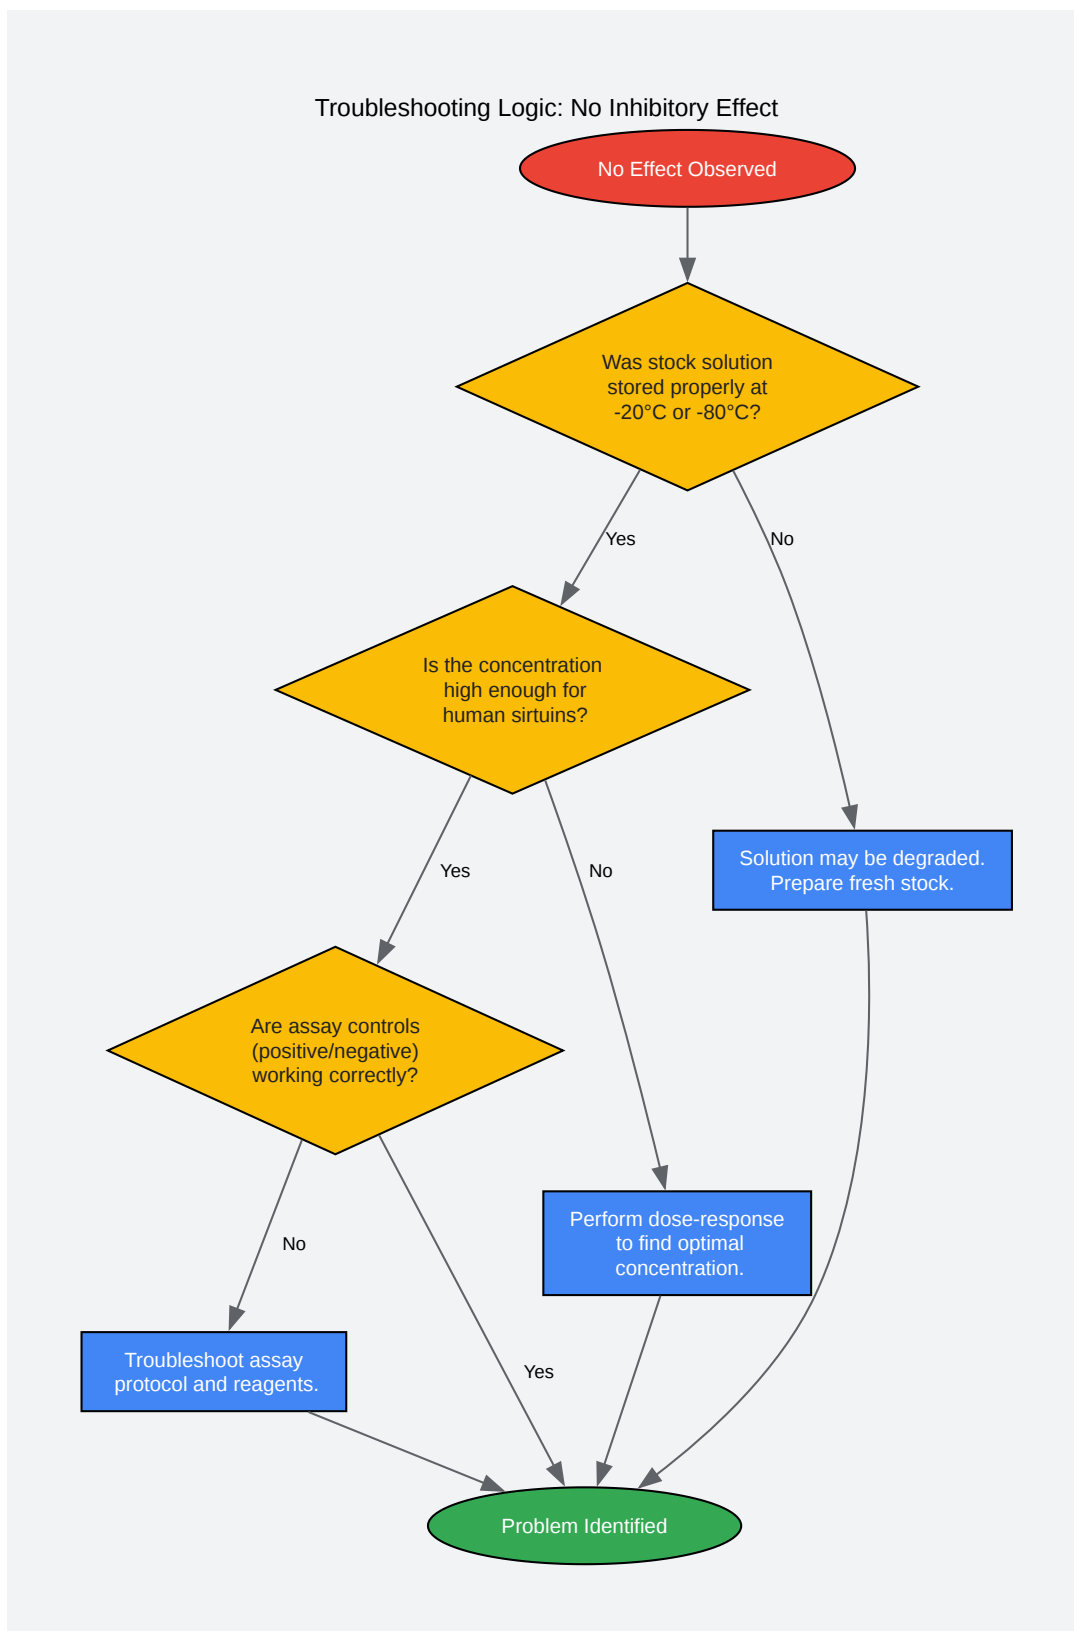 Troubleshooting Logic: No Inhibitory Effect
No Effect Observed
Was stock solution
stored properly at
-20°C or -80°C?
Yes
No
Is the concentration
high enough for
human sirtuins?
Yes
No
Solution may be degraded.
Prepare fresh stock.
Are assay controls
(positive/negative)
working correctly?
No
Yes
Perform dose-response
to find optimal
concentration.
Troubleshoot assay
protocol and reagents.
Problem Identified